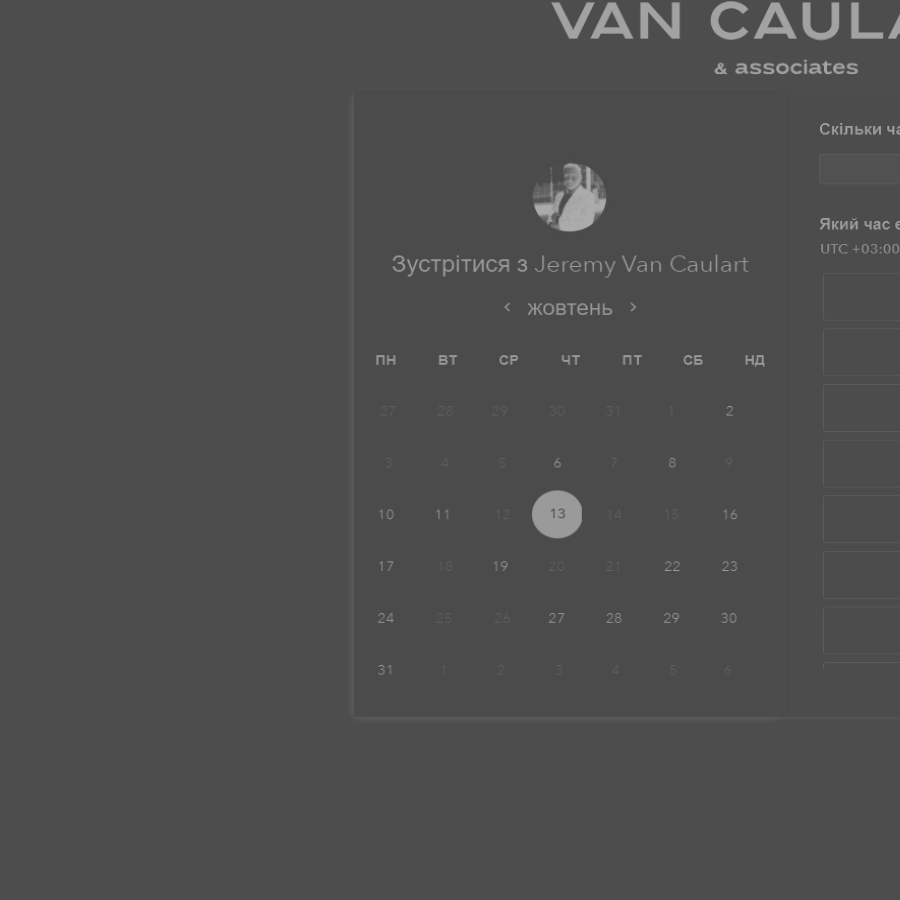 VAN CAULA
& associates
Скільки ча
Зустрітися з Jeremy Van Caulart
Який час є
UTC +03:00
< жовтень >
ПН ВТ СР ЧТ ПТ СБ НД
27 28 29 30 31 1 2
3 4 5 6 7 8 9
10 11 12 13 14 15 16
17 18 19 20 21 22 23
24 25 26 27 28 29 30
31 1 2 3 4 5 6